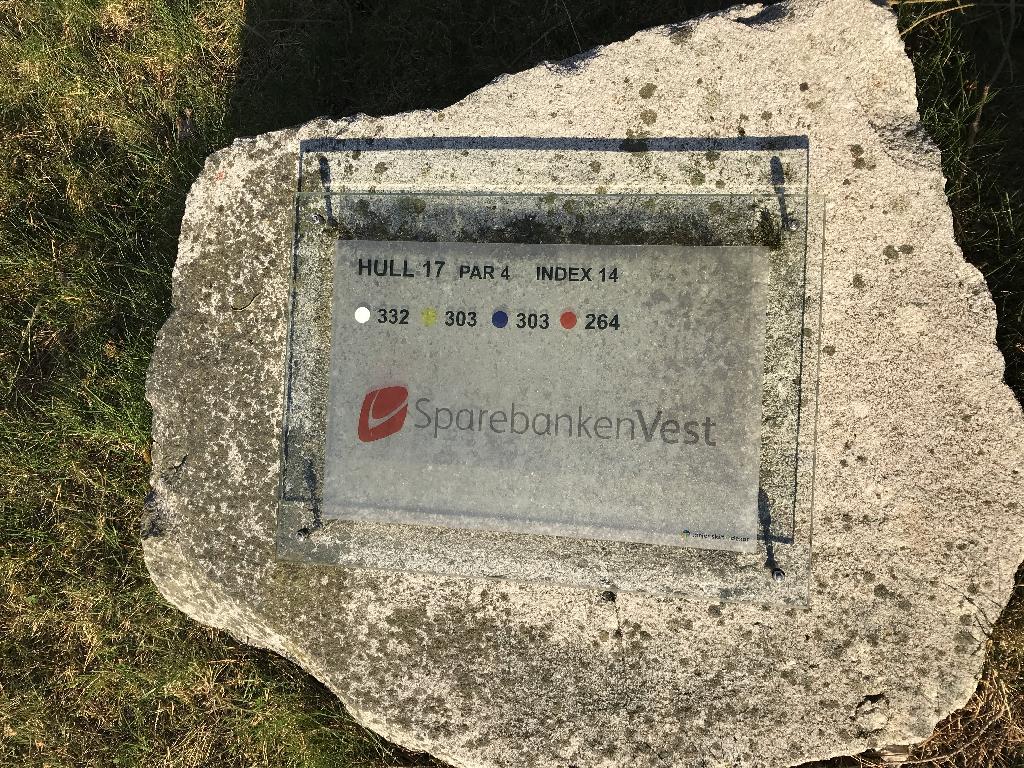 HULL 17 PAR 4 INDEX 14
332 303 303 264
SparebankenVest